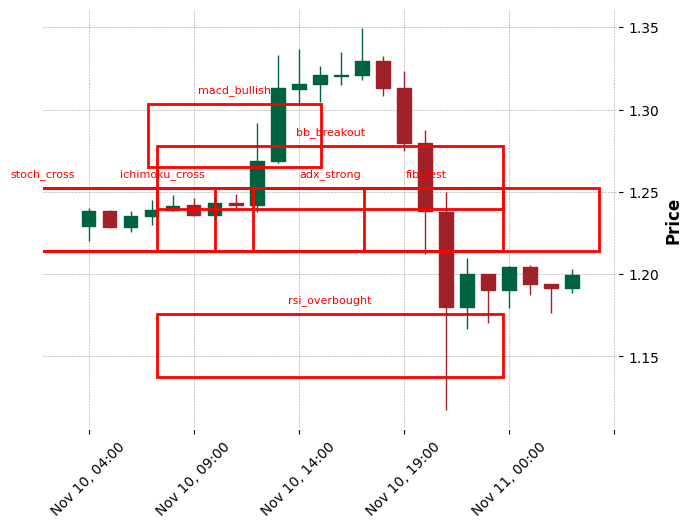 1.35
macd_bullish
1.30
bb_breakout
stoch_cross ichimoku_cross adx_strong fib_test
1.25
Price
1.20
rsi_overbought
1.15
Nov 10, 04:00
Nov 10, 09:00
Nov 10, 14:00
Nov 10, 19:00
Nov 11, 00:00